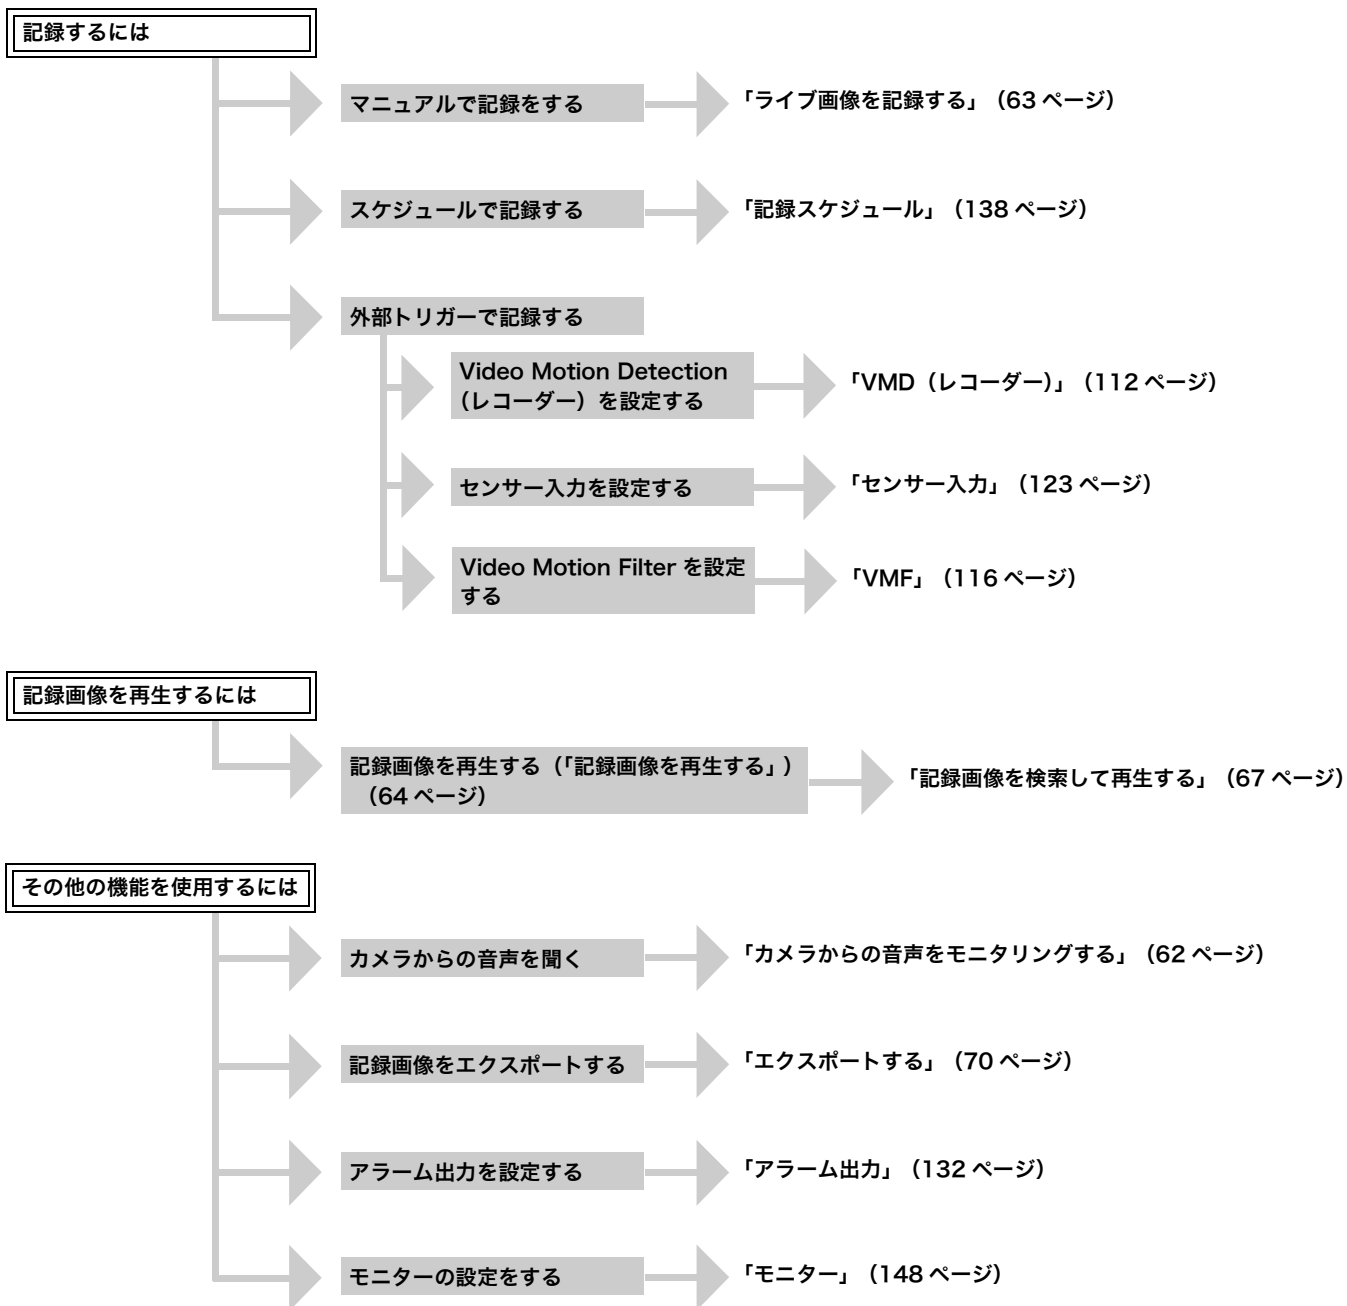 記録するには
マニュアルで記録をする
「ライブ画像を記録する」(63 ページ)
スケジュールで記録する
「記録スケジュール」(138 ページ)
外部トリガーで記録する
Video Motion Detection
(レコーダー)を設定する
「VMD(レコーダー)」(112 ページ)
センサー入力を設定する
「センサー入力」(123 ページ)
Video Motion Filter を設定
する
「VMF」(116 ページ)
記録画像を再生するには
記録画像を再生する(「記録画像を再生する」)
(64 ページ)
「記録画像を検索して再生する」(67 ページ)
その他の機能を使用するには
カメラからの音声を聞く
「カメラからの音声をモニタリングする」(62 ページ)
記録画像をエクスポートする
「エクスポートする」(70 ページ)
アラーム出力を設定する
「アラーム出力」(132 ページ)
モニターの設定をする
「モニター」(148 ページ)